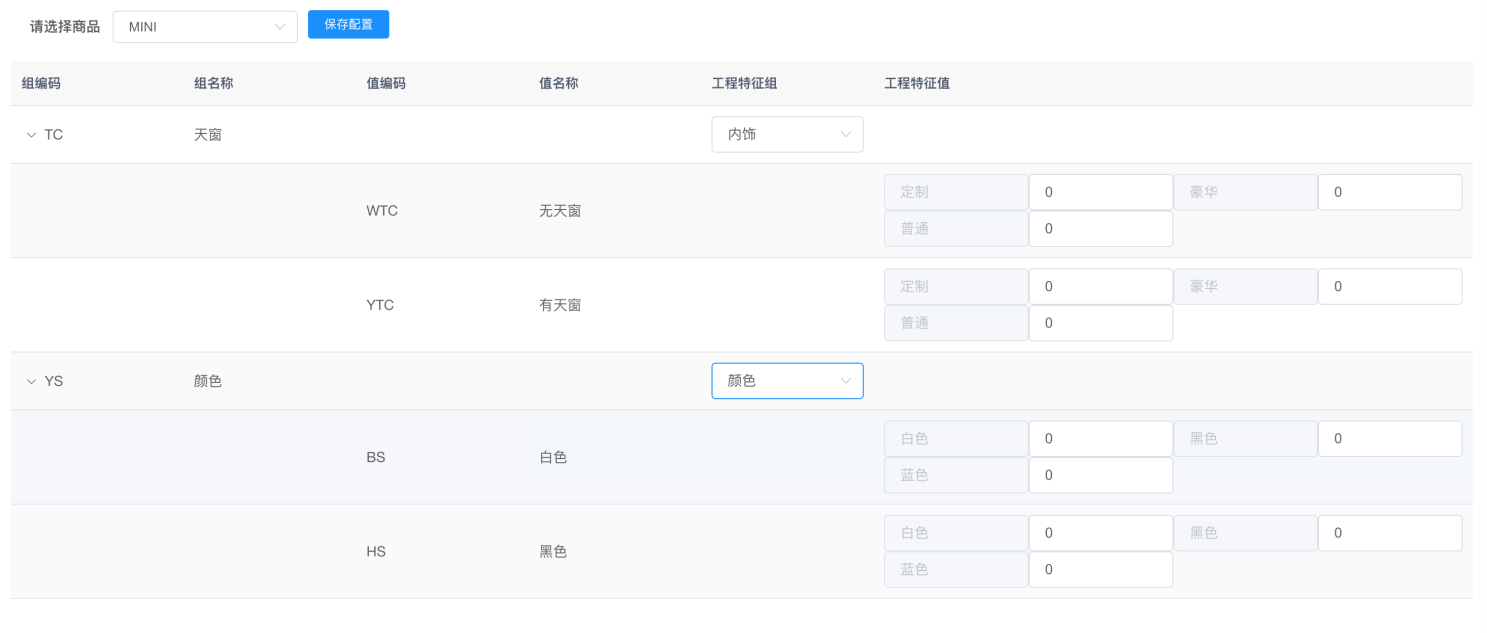 请选择商品 MINI 保存配置
组编码 组名称 值编码 值名称 工程特征组 工程特征值
TC 天窗 内饰
定制 0 豪华 0
WTC 无天窗
普通 0
定制 0 豪华 0
YTC 有天窗
普通 0
YS 颜色 颜色
白色 0 黑色 0
BS 白色
蓝色 0
白色 0 黑色 0
HS 黑色
蓝色 0